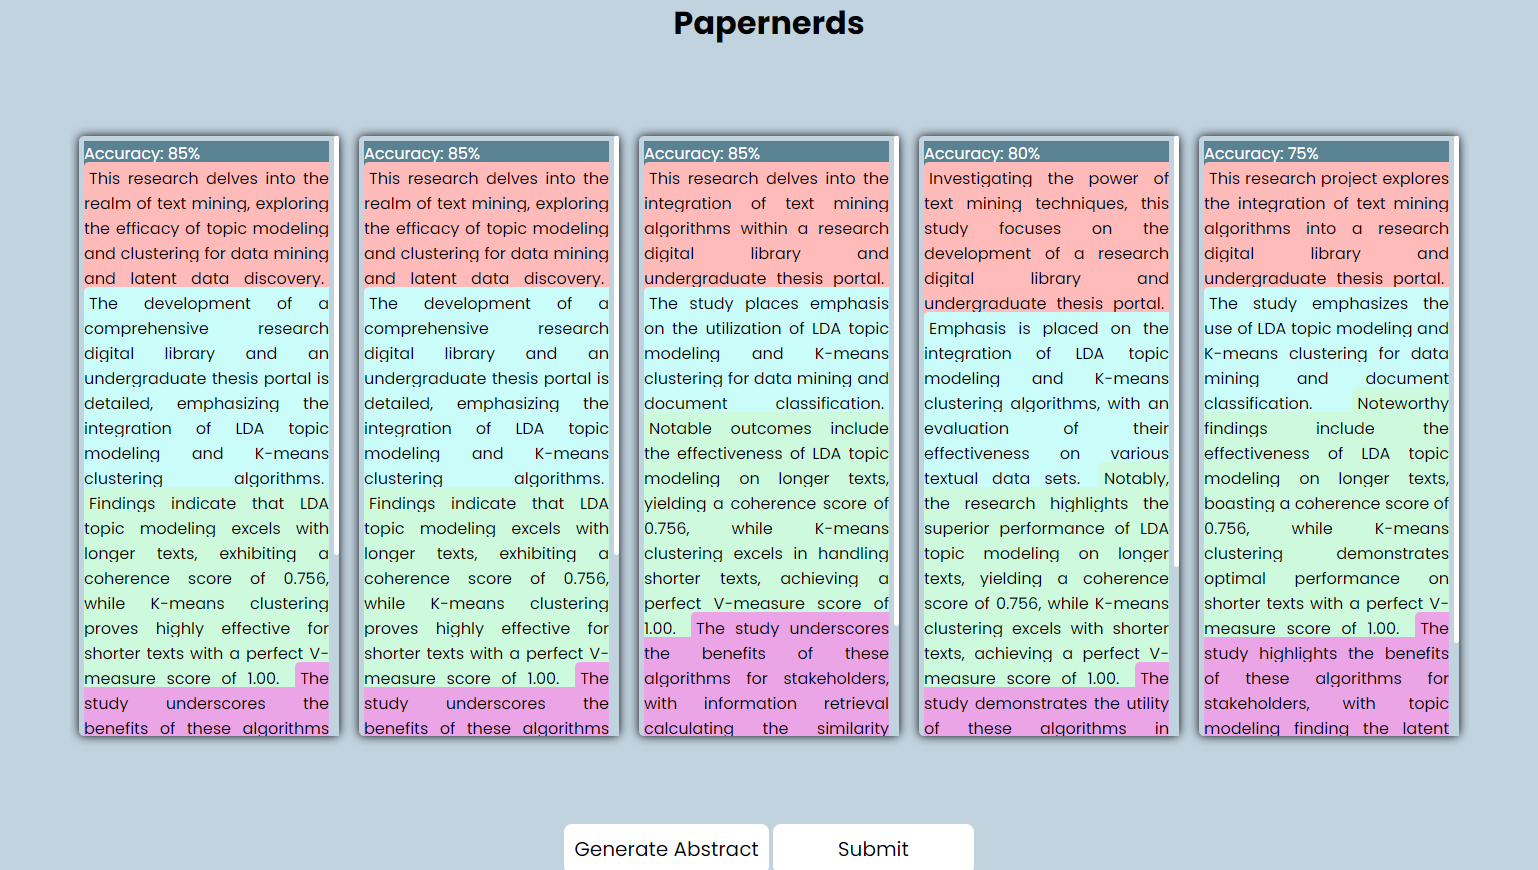 Papernerds
Accuracy: 85%
This research delves into the
realm of text mining, exploring
the efficacy of topic modeling
and clustering for data mining
and latent data discovery.
The development of a
comprehensive research
digital library and an
undergraduate thesis portal is
detailed, emphasizing the
integration of LDA topic
modeling and K-means
clustering algorithms.
Findings indicate that LDA
topic modeling excels with
longer texts, exhibiting a
coherence score of 0.756,
while K-means clustering
proves highly effective for
shorter texts with a perfect V-
measure score of 1.00. The
study underscores the
benefits of these algorithms
Accuracy: 85%
This research delves into the
realm of text mining, exploring
the efficacy of topic modeling
and clustering for data mining
and latent data discovery.
The development of a
comprehensive research
digital library and an
undergraduate thesis portal is
detailed, emphasizing the
integration of LDA topic
modeling and K-means
clustering algorithms.
Findings indicate that LDA
topic modeling excels with
longer texts, exhibiting a
coherence score of 0.756,
while K-means clustering
proves highly effective for
shorter texts with a perfect V-
measure score of 1.00. The
study underscores the
benefits of these algorithms
Accuracy: 85%
This research delves into the
integration of text mining
algorithms within a research
digital library and
undergraduate thesis portal.
The study places emphasis
on the utilization of LDA topic
modeling and K-means
clustering for data mining and
document classification.
Notable outcomes include
the effectiveness of LDA topic
modeling on longer texts,
yielding a coherence score of
0.756, while K-means
clustering excels in handling
shorter texts, achieving a
perfect V-measure score of
1.00. The study underscores
the benefits of these
algorithms for stakeholders,
with information retrieval
calculating the similarity
Accuracy: 80%
Investigating the power of
text mining techniques, this
study focuses on the
development of a research
digital library and
undergraduate thesis portal.
Emphasis is placed on the
integration of LDA topic
modeling and K-means
clustering algorithms, with an
evaluation of their
effectiveness on various
textual data sets. Notably,
the research highlights the
superior performance of LDA
topic modeling on longer
texts, yielding a coherence
score of 0.756, while K-means
clustering excels with shorter
texts, achieving a perfect V-
measure score of 1.00. The
study demonstrates the utility
of these algorithms in
Accuracy: 75%
This research project explores
the integration of text mining
algorithms into a research
digital library and
undergraduate thesis portal.
The study emphasizes the
use of LDA topic modeling and
K-means clustering for data
mining and document
classification. Noteworthy
findings include the
effectiveness of LDA topic
modeling on longer texts,
boasting a coherence score of
0.756, while K-means
clustering demonstrates
optimal performance on
shorter texts with a perfect V-
measure score of 1.00. The
study highlights the benefits
of these algorithms for
stakeholders, with topic
modeling finding the latent
Generate Abstract
Submit